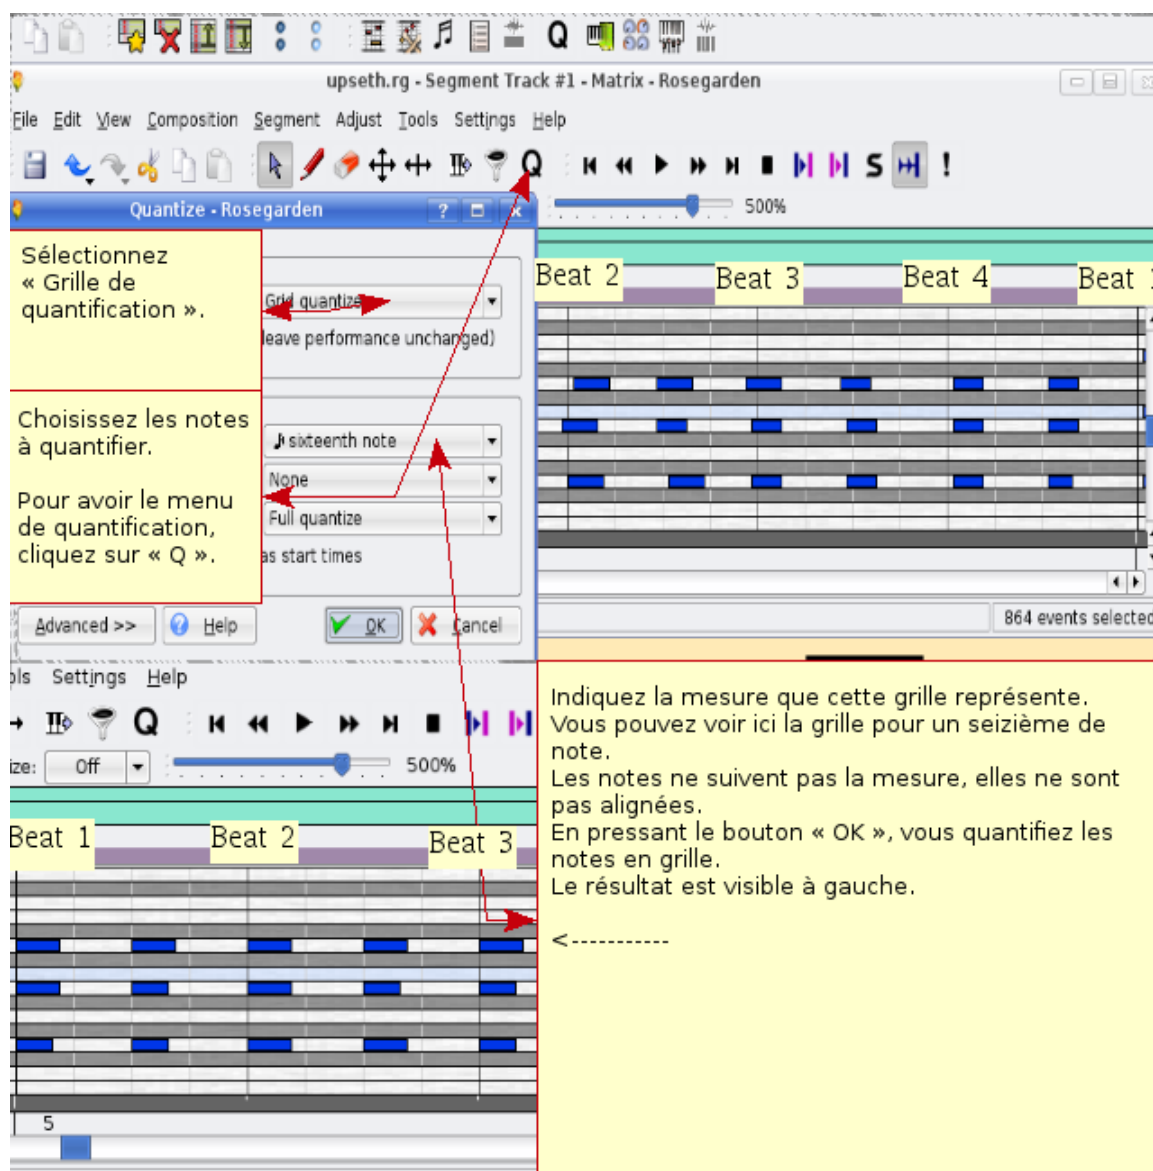 Q
upseth.rg - Segment Track #1 - Matrix - Rosegarden
File Edit View Composition Segment Adjust Tools Settings Help
Q
S
!
500%
Quantize - Rosegarden
?
Sélectionnez
« Grille de
quantification ».
Grid quantize
leave performance unchanged)
Choisissez les notes
à quantifier.
Pour avoir le menu
de quantification,
cliquez sur « Q ».
sixteenth note
None
Full quantize
as start times
Advanced >>
Help
OK
Cancel
Beat 2
Beat 3
Beat 4
Beat
864 events selected
ols Settings Help
Q
ize: Off
500%
Beat 1
Beat 2
Beat 3
5
Indiquez la mesure que cette grille représente.
Vous pouvez voir ici la grille pour un seizième de
note.
Les notes ne suivent pas la mesure, elles ne sont
pas alignées.
En pressant le bouton « OK », vous quantifiez les
notes en grille.
Le résultat est visible à gauche.
<-----------